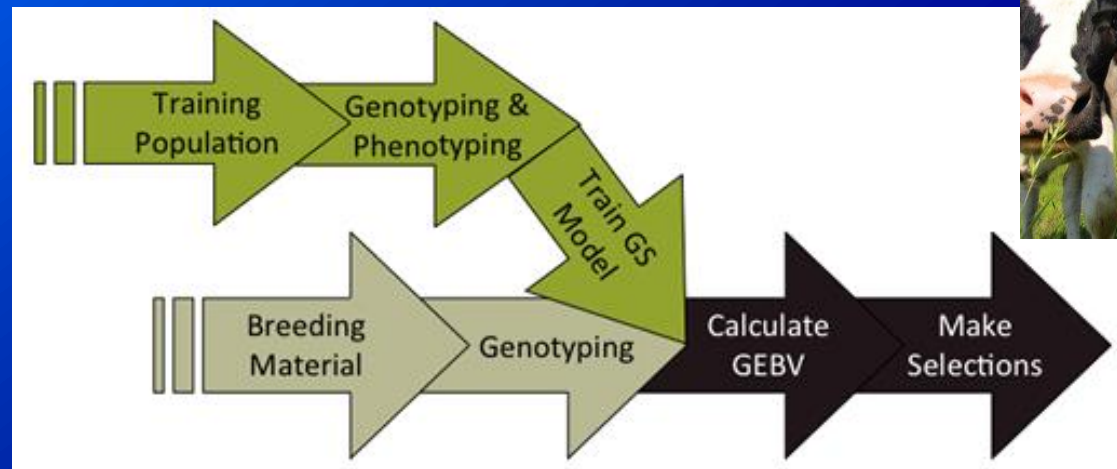 Training
Population
Genotyping &
Phenotyping
Train GS
Model
Breeding
Material
Genotyping
Calculate
GEBV
Make
Selections